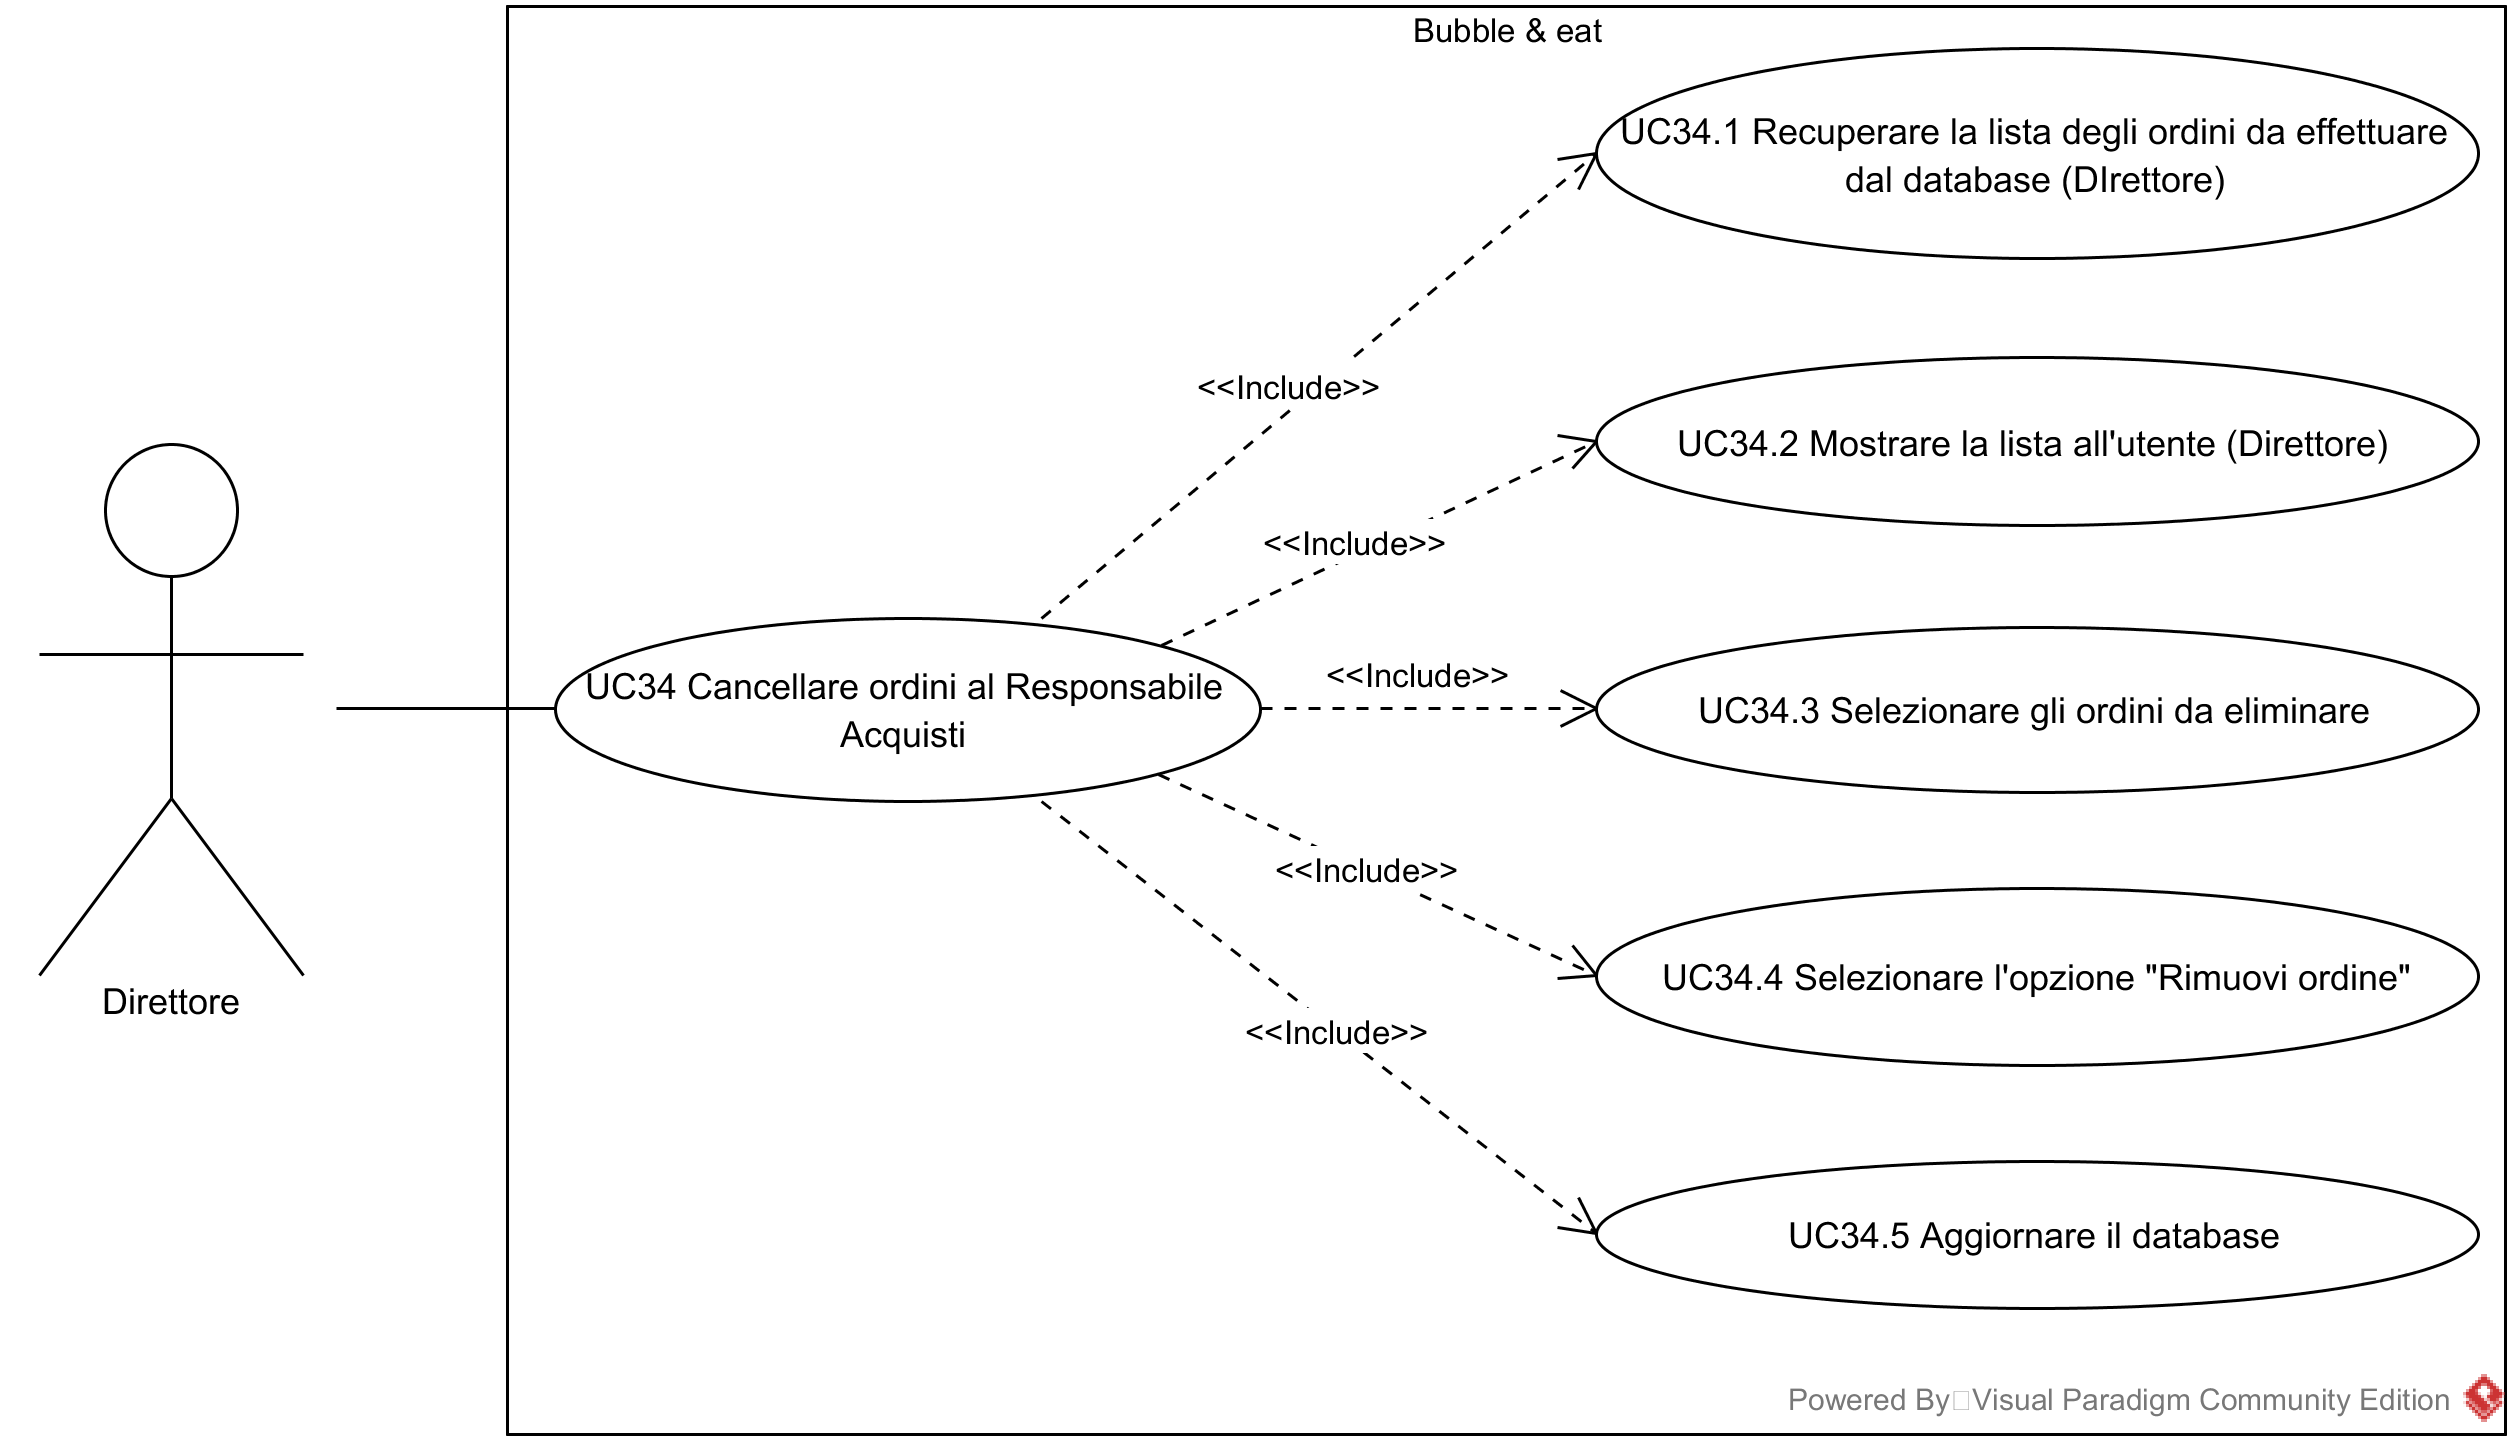 Bubble & eat
UC34.1 Recuperare la lista degli ordini da effettuare
dal database (DIrettore)
<<Include>>
UC34.2 Mostrare la lista all'utente (Direttore)
<<Include>>
UC34 Cancellare ordini al Responsabile
Acquisti
<<Include>>
UC34.3 Selezionare gli ordini da eliminare
<<Include>>
UC34.4 Selezionare l'opzione "Rimuovi ordine"
Direttore
<<Include>>
UC34.5 Aggiornare il database
Powered By Visual Paradigm Community Edition